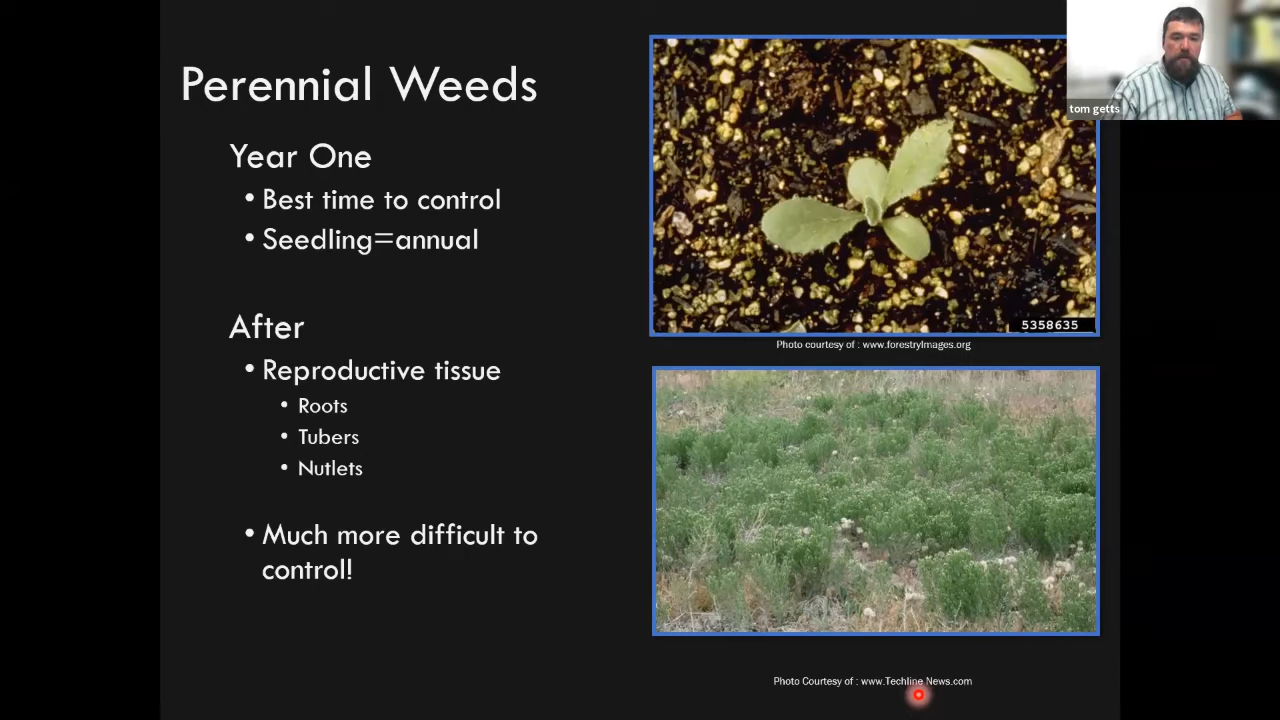 Perennial Weeds
Year One
• Best time to control
• Seedling=annual
After
• Reproductive tissue
• Roots
• Tubers
• Nutlets
• Much more difficult to
control!
5358635
Photo courtesy of : www.forestryImages.org
Photo Courtesy of : www.Techline News.com
tom getts